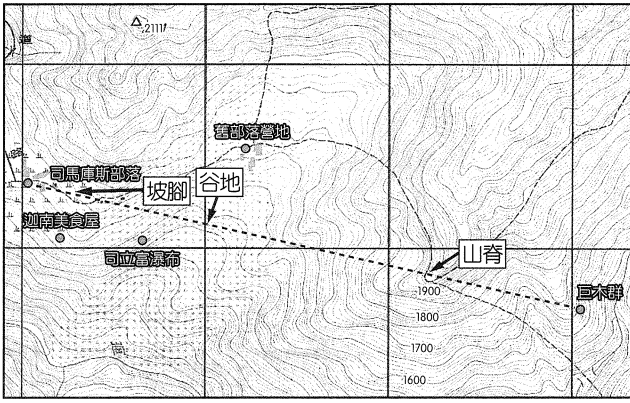 2111
道
舊部落營地
司馬庫斯部落
坡腳
谷地
迦南美食屋
司立富瀑布
山脊
1900
巨木群
1800
1700
1600